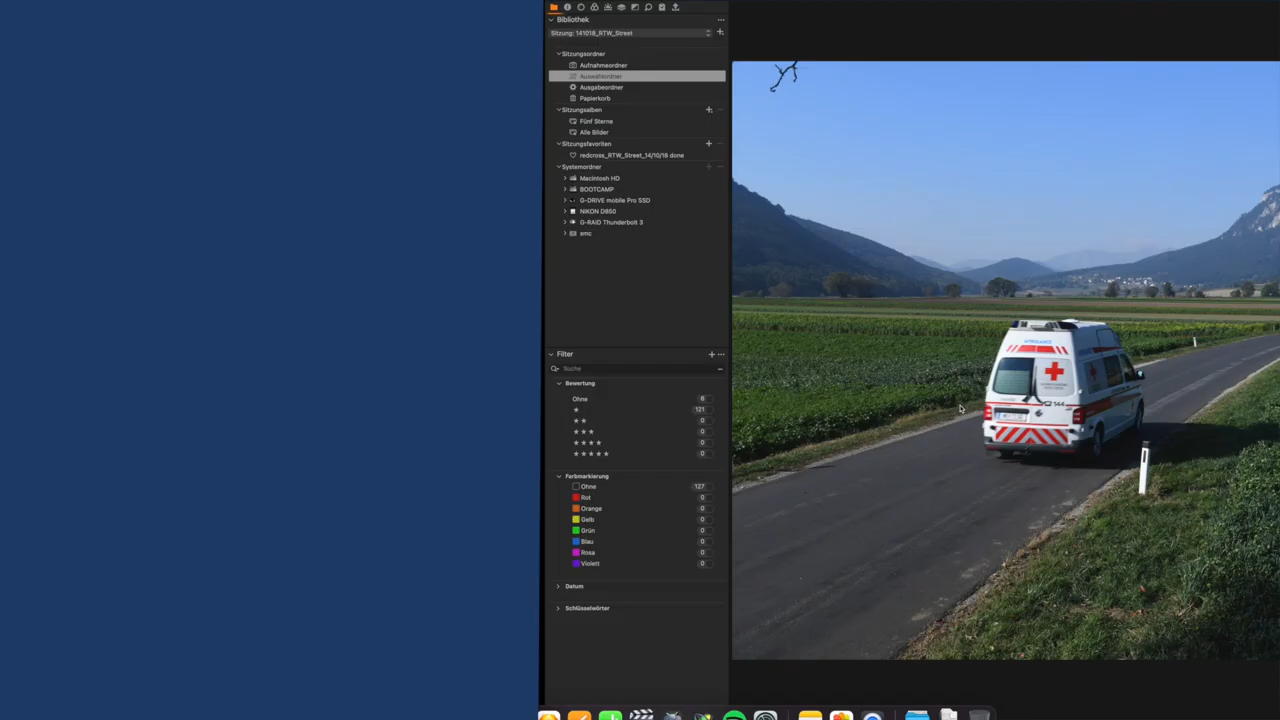 Bibliothek
Sitzung: 141018_RTW_Street
Sitzungsordner
Aufnahmeordner
Auswahlordner
Ausgabeordner
Papierkorb
Sitzungsalben
Fünf Sterne
Alle Bilder
Sitzungsfavoriten
redcross_RTW_Street_14/10/18 done
Systemordner
Macintosh HD
BOOTCAMP
G-DRIVE mobile Pro SSD
NIKON D850
G-RAID Thunderbolt 3
emc
Filter
Suche
Bewertung
Ohne 6
★ 121
★★ 0
★★★ 0
★★★★ 0
★★★★★ 0
Farbmarkierung
Ohne 127
Rot 0
Orange 0
Gelb 0
Grün 0
Blau 0
Rosa 0
Violett 0
Datum
Schlüsselwörter
AMBULANCE
144